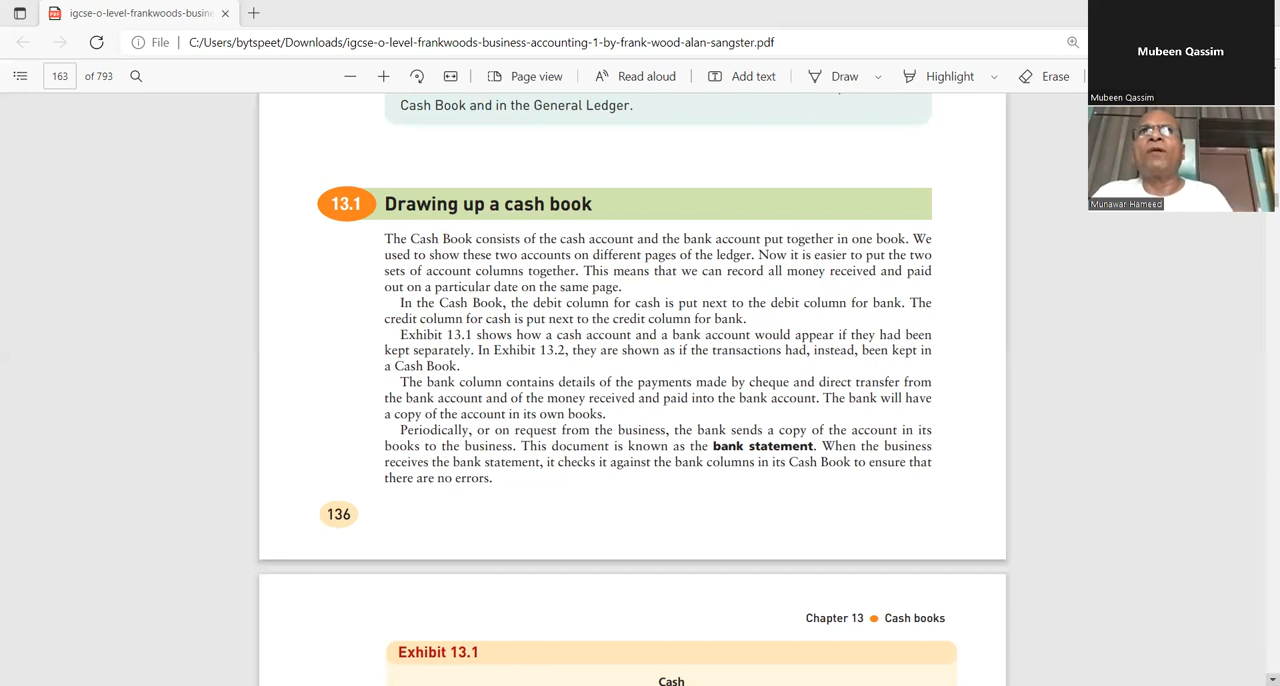 igcse-o-level-frankwoods-busine
File
C:/Users/bytspeet/Downloads/igcse-o-level-frankwoods-business-accounting-1-by-frank-wood-alan-sangster.pdf
163 of 793
Page view
Read aloud
Add text
Draw
Highlight
Erase
Mubeen Qassim
Mubeen Qassim
Munawar Hameed
Cash Book and in the General Ledger.
13.1 Drawing up a cash book
The Cash Book consists of the cash account and the bank account put together in one book. We
used to show these two accounts on different pages of the ledger. Now it is easier to put the two
sets of account columns together. This means that we can record all money received and paid
out on a particular date on the same page.
In the Cash Book, the debit column for cash is put next to the debit column for bank. The
credit column for cash is put next to the credit column for bank.
Exhibit 13.1 shows how a cash account and a bank account would appear if they had been
kept separately. In Exhibit 13.2, they are shown as if the transactions had, instead, been kept in
a Cash Book.
The bank column contains details of the payments made by cheque and direct transfer from
the bank account and of the money received and paid into the bank account. The bank will have
a copy of the account in its own books.
Periodically, or on request from the business, the bank sends a copy of the account in its
books to the business. This document is known as the bank statement. When the business
receives the bank statement, it checks it against the bank columns in its Cash Book to ensure that
there are no errors.
136
Chapter 13 ● Cash books
Exhibit 13.1
Cash